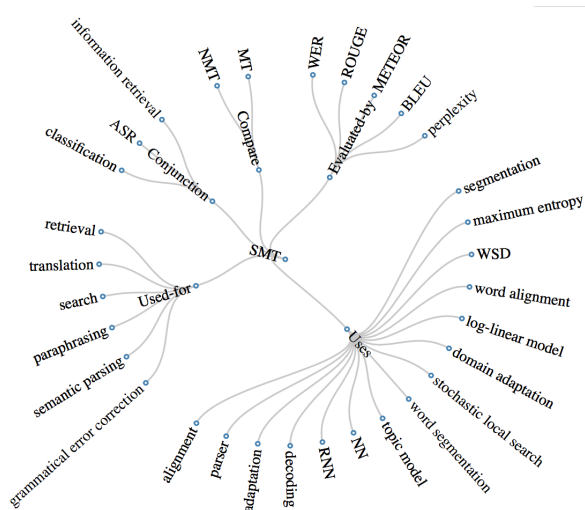 SMT
Compare
NMT
MT
Evaluated-by
WER
ROUGE
METEOR
BLEU
perplexity
Uses
segmentation
maximum entropy
WSD
word alignment
log-linear model
domain adaptation
stochastic local search
word segmentation
topic model
NN
RNN
decoding
adaptation
parser
alignment
Used-for
grammatical error correction
semantic parsing
paraphrasing
search
translation
retrieval
Conjunction
classification
ASR
information retrieval